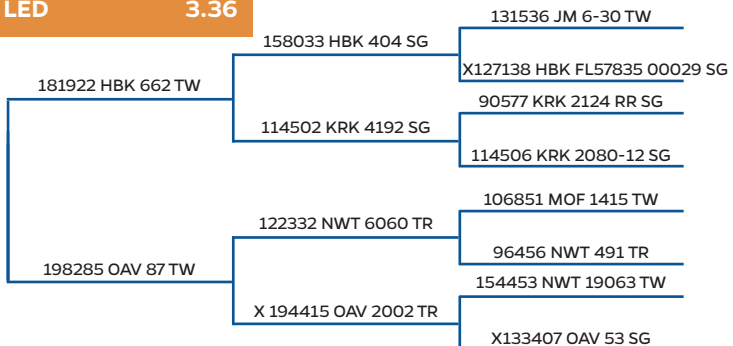 LED 3.36
131536 JM 6-30 TW
158033 HBK 404 SG
X127138 HBK FL57835 00029 SG
181922 HBK 662 TW
90577 KRK 2124 RR SG
114502 KRK 4192 SG
114506 KRK 2080-12 SG
106851 MOF 1415 TW
122332 NWT 6060 TR
96456 NWT 491 TR
198285 OAV 87 TW
154453 NWT 19063 TW
X 194415 OAV 2002 TR
X133407 OAV 53 SG